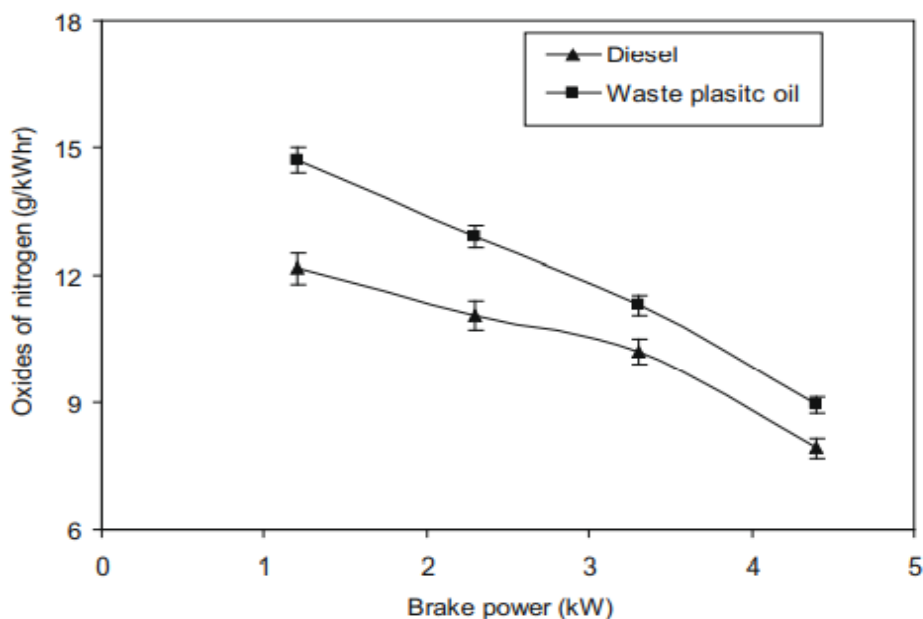 18
15
12
9
6
Oxides of nitrogen (g/kWhr)
Diesel
Waste plasitc oil
0 1 2 3 4 5
Brake power (kW)